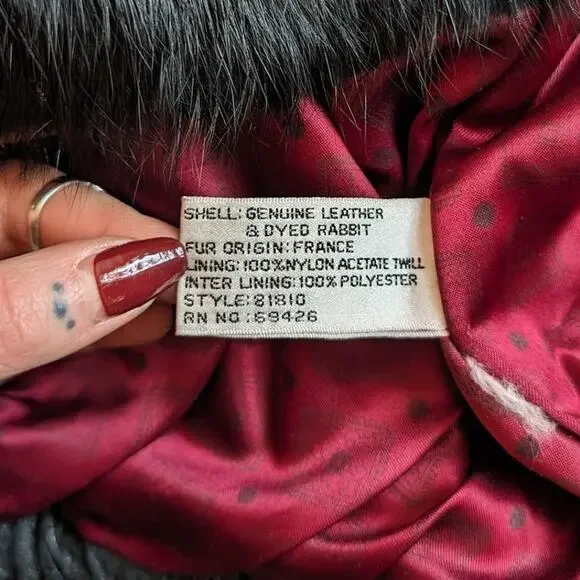 SHELL: GENUINE LEATHER
& DYED RABBIT
FUR ORIGIN: FRANCE
LINING: 100%NYLON ACETATE TWILL
INTER LINING: 100% POLYESTER
STYLE: 81810
RN NO : 69426